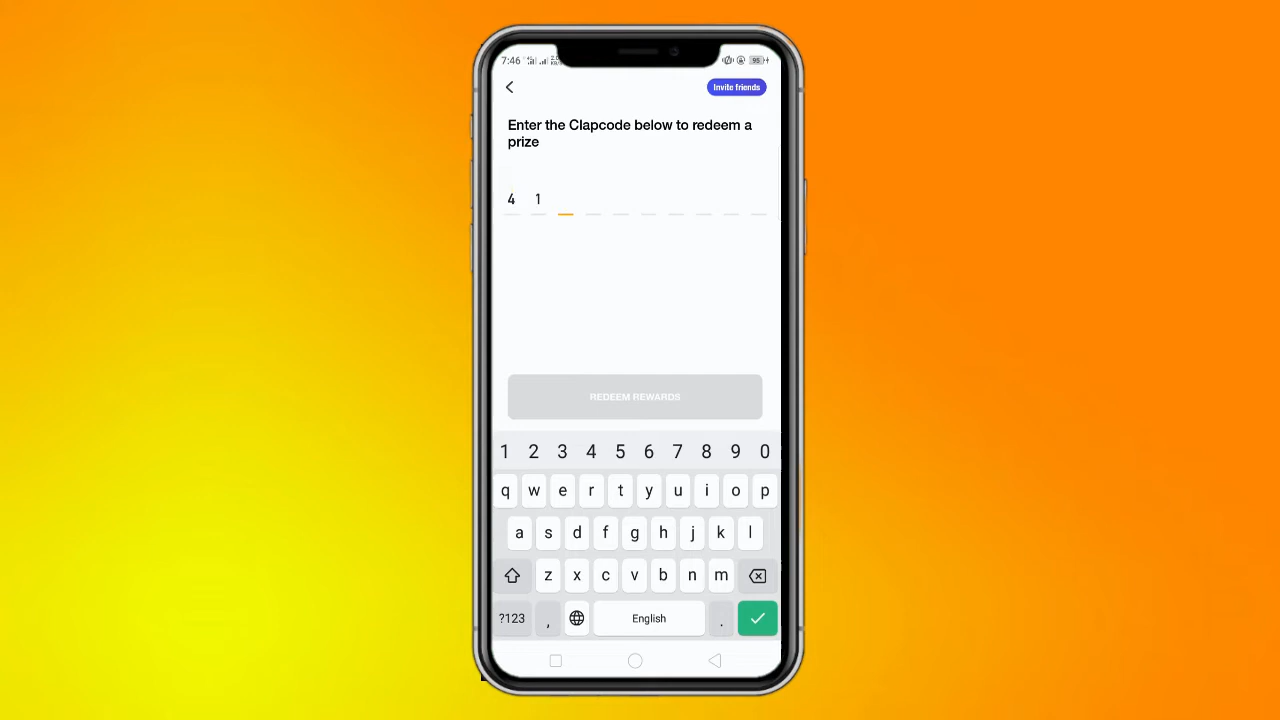 7:46
95
Invite friends
Enter the Clapcode below to redeem a
prize
4 1
REDEEM REWARDS
1 2 3 4 5 6 7 8 9 0
q w e r t y u i o p
a s d f g h j k l
z x c v b n m
?123 , English .